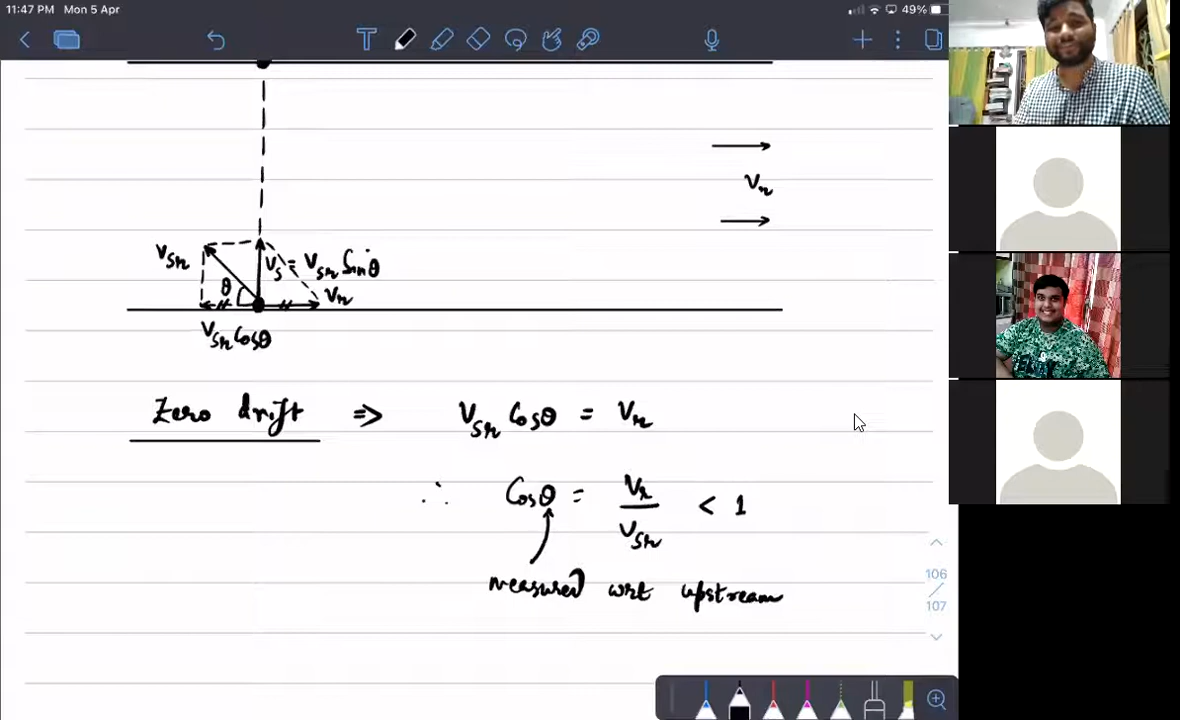 11:47 PM Mon 5 Apr
49%
T
Vr
Vsr
Vs = Vsr Sinθ
θ
Vr
Vsr Cosθ
Zero drift ⇒ Vsr Cosθ = Vr
∴ Cosθ = Vr / Vsr < 1
measured wrt upstream
106
/
107